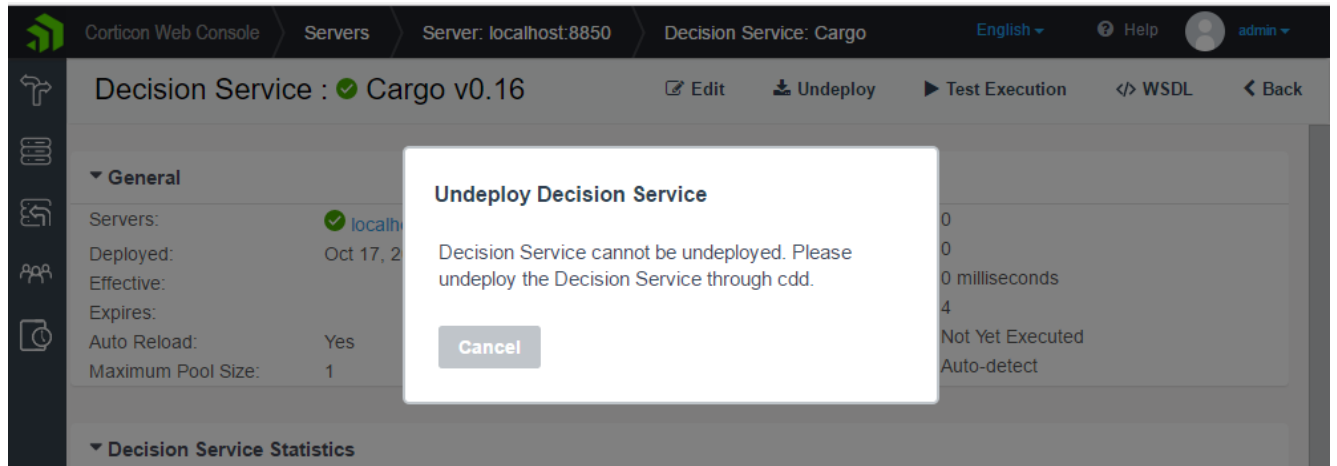 Corticon Web Console Servers Server: localhost:8850 Decision Service: Cargo English Help admin
Decision Service : Cargo v0.16 Edit Undeploy Test Execution </> WSDL Back
General
Undeploy Decision Service
Servers: 0
Deployed: Oct 17, 0
Decision Service cannot be undeployed. Please
undeploy the Decision Service through cdd.
Effective: 0 milliseconds
Expires: 4
Auto Reload: Yes Not Yet Executed
Cancel
Maximum Pool Size: 1 Auto-detect
Decision Service Statistics